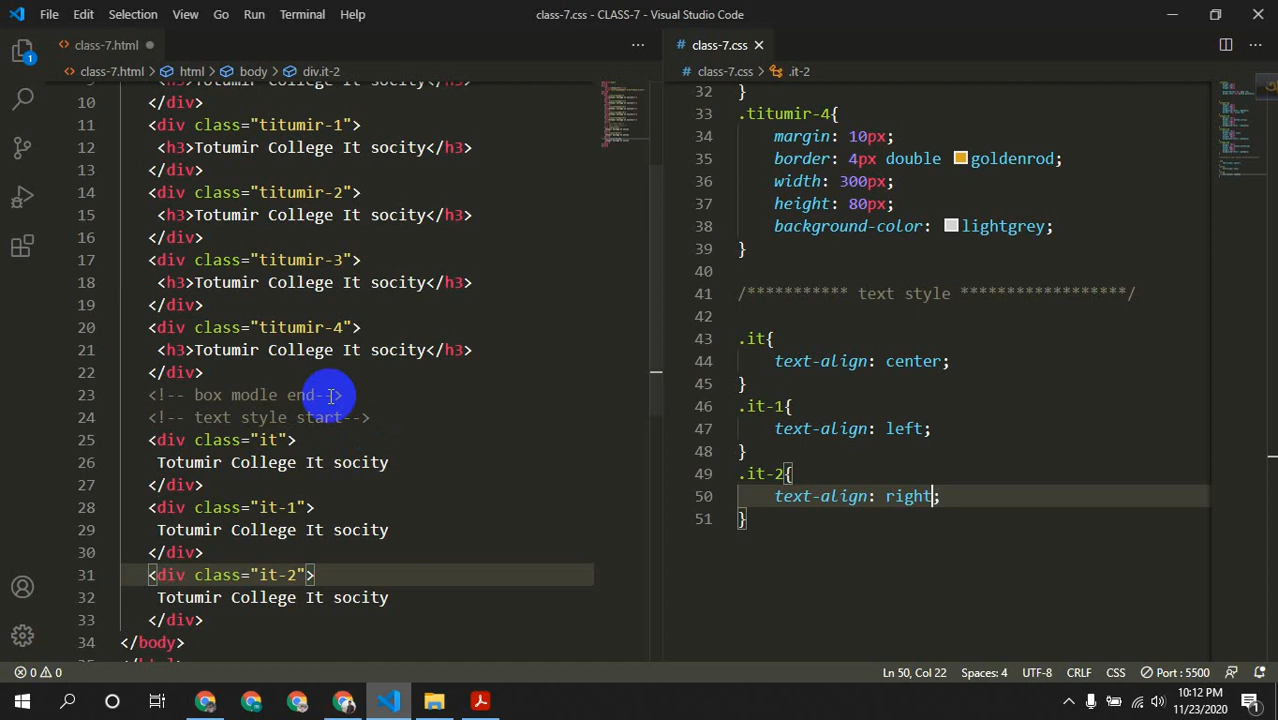 File Edit Selection View Go Run Terminal Help
class-7.css - CLASS-7 - Visual Studio Code
class-7.html
class-7.html > html > body > div.it-2
<h3>Totumir College It socity</h3>
10 </div>
11 <div class="titumir-1">
12 <h3>Totumir College It socity</h3>
13 </div>
14 <div class="titumir-2">
15 <h3>Totumir College It socity</h3>
16 </div>
17 <div class="titumir-3">
18 <h3>Totumir College It socity</h3>
19 </div>
20 <div class="titumir-4">
21 <h3>Totumir College It socity</h3>
22 </div>
23 <!-- box modle end-->
24 <!-- text style start-->
25 <div class="it">
26 Totumir College It socity
27 </div>
28 <div class="it-1">
29 Totumir College It socity
30 </div>
31 <div class="it-2">
32 Totumir College It socity
33 </div>
34 </body>
class-7.css
class-7.css > .it-2
32 }
33 .titumir-4{
34 margin: 10px;
35 border: 4px double goldenrod;
36 width: 300px;
37 height: 80px;
38 background-color: lightgrey;
39 }
40
41 /*********** text style ******************/
42
43 .it{
44 text-align: center;
45 }
46 .it-1{
47 text-align: left;
48 }
49 .it-2{
50 text-align: right;
51 }
1
0 0
Ln 50, Col 22 Spaces: 4 UTF-8 CRLF CSS Port : 5500
10:12 PM
11/23/2020
1